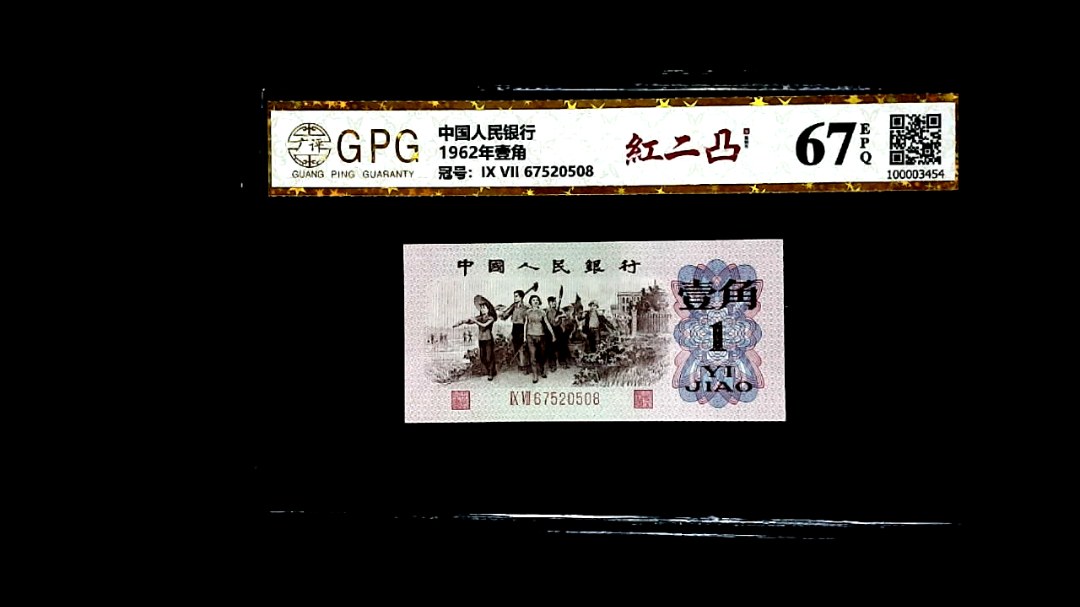 广评
GPG
GUANG PING GUARANTY
中国人民银行
1962年壹角
冠号：IX VII 67520508
紅二凸
67
EPQ
100003454
中國人民銀行
壹角
1
YI
JIAO
IX VII 67520508